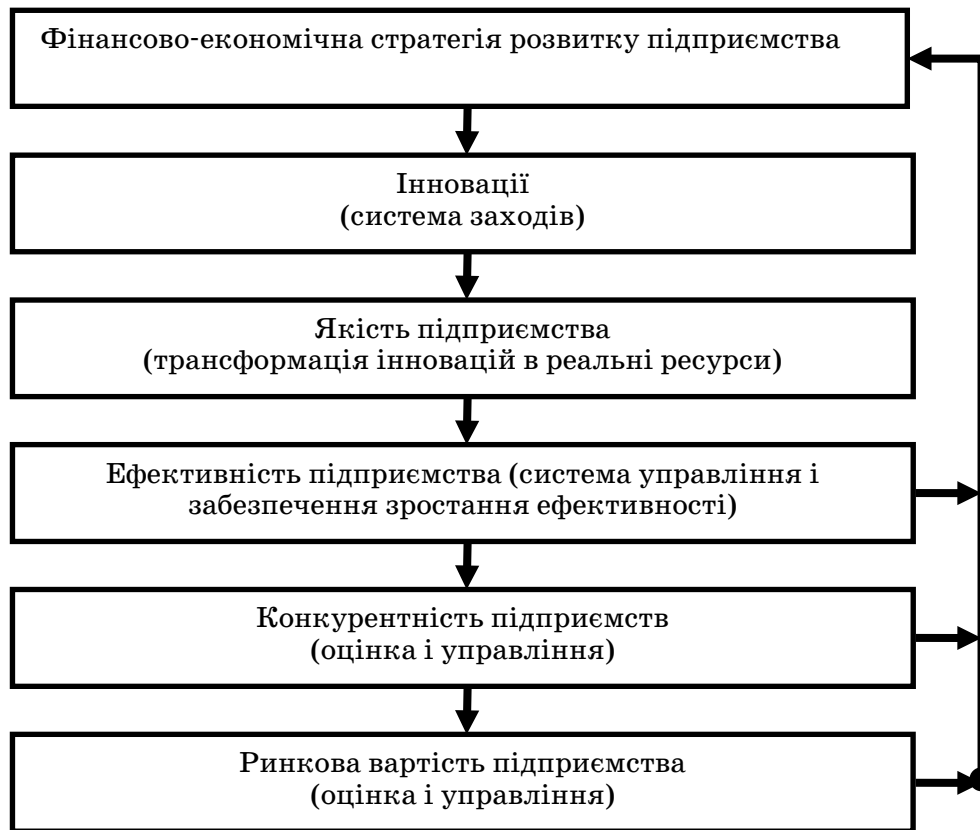 Фінансово-економічна стратегія розвитку підприємства
Інновації
(система заходів)
Якість підприємства
(трансформація інновацій в реальні ресурси)
Ефективність підприємства (система управління і
забезпечення зростання ефективності)
Конкурентність підприємств
(оцінка і управління)
Ринкова вартість підприємства
(оцінка і управління)